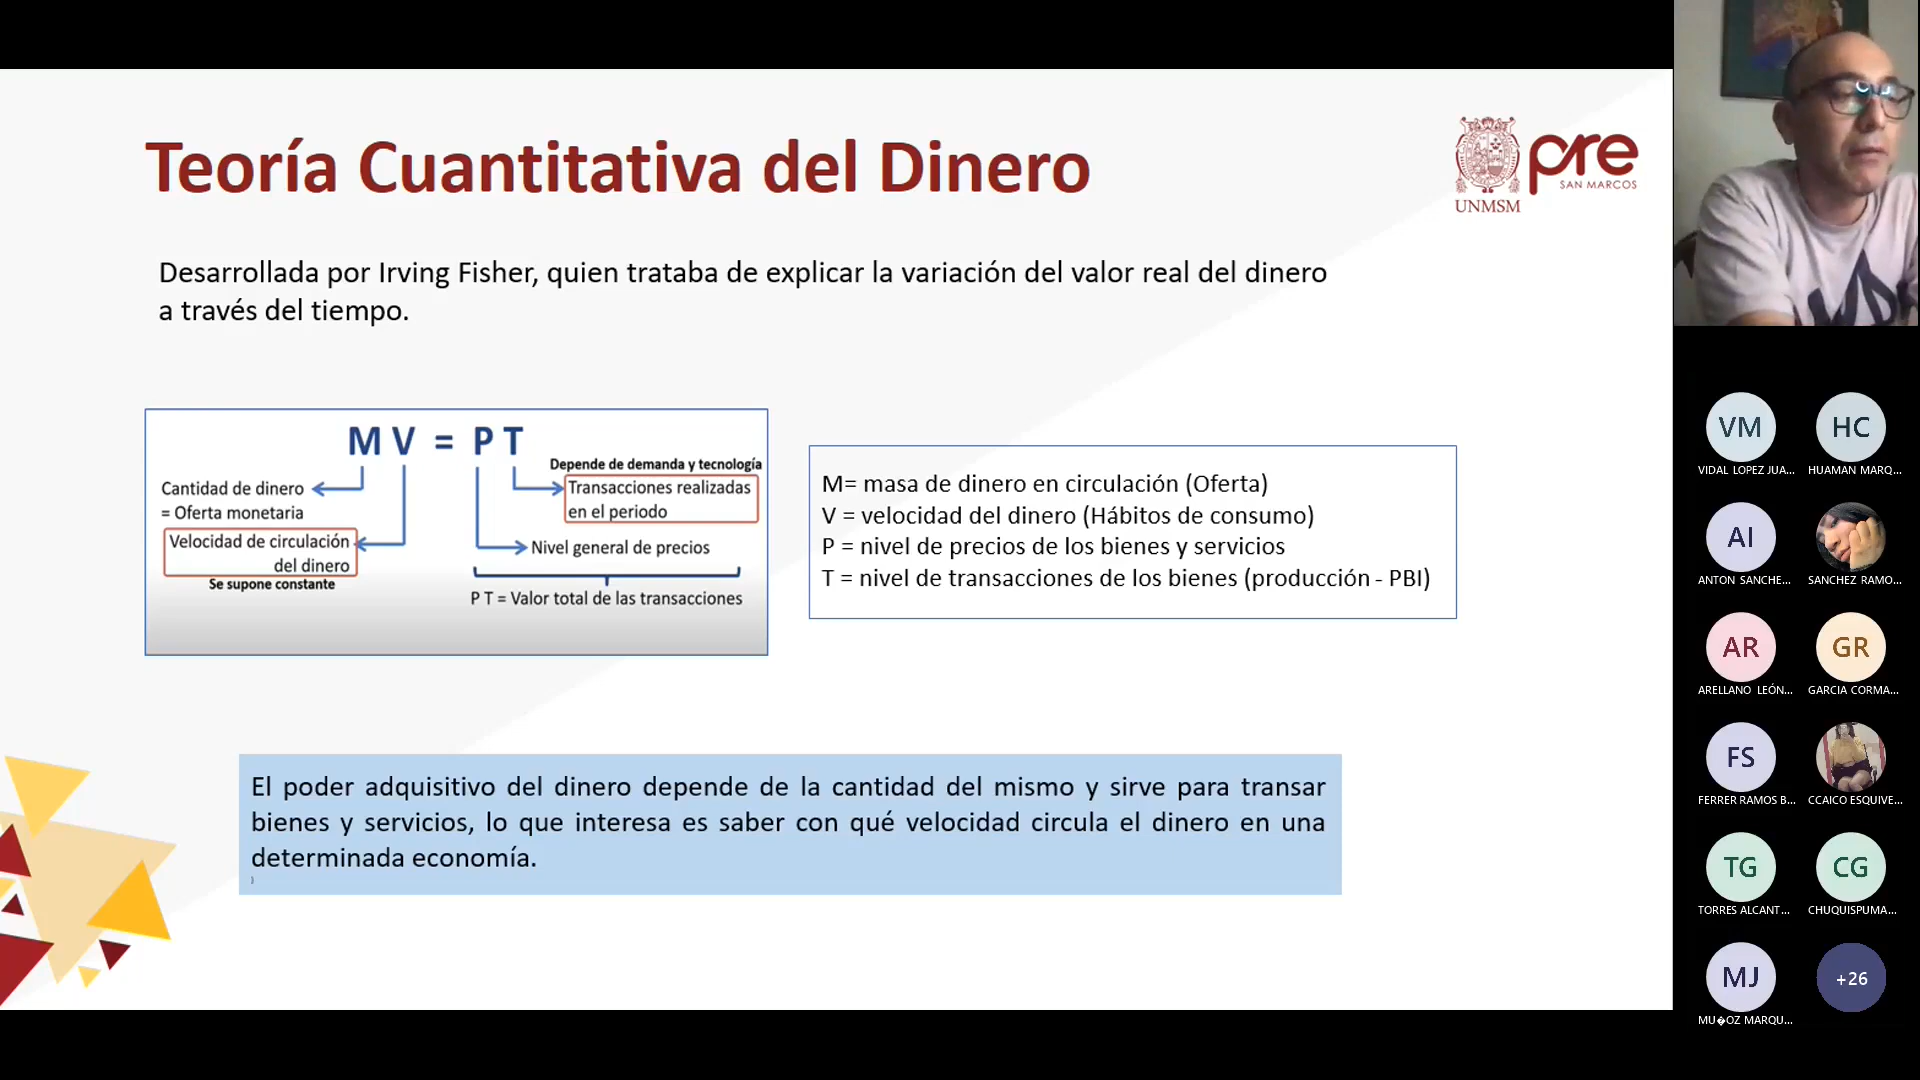 Teoría Cuantitativa del Dinero
UNMSM
pre
SAN MARCOS
Desarrollada por Irving Fisher, quien trataba de explicar la variación del valor real del dinero
a través del tiempo.
M V = P T
Depende de demanda y tecnología
Cantidad de dinero
= Oferta monetaria
Transacciones realizadas
en el periodo
Velocidad de circulación
del dinero
Se supone constante
Nivel general de precios
P T = Valor total de las transacciones
M= masa de dinero en circulación (Oferta)
V = velocidad del dinero (Hábitos de consumo)
P = nivel de precios de los bienes y servicios
T = nivel de transacciones de los bienes (producción - PBI)
El poder adquisitivo del dinero depende de la cantidad del mismo y sirve para transar
bienes y servicios, lo que interesa es saber con qué velocidad circula el dinero en una
determinada economía.
VM
VIDAL LOPEZ JUA...
HC
HUAMAN MARQ...
AI
ANTON SANCHE...
SANCHEZ RAMO...
AR
ARELLANO LEÓN...
GR
GARCIA CORMA...
FS
FERRER RAMOS B...
CCAICO ESQUIVE...
TG
TORRES ALCANT...
CG
CHUQUISPUMA...
MJ
MU�OZ MARQU...
+26